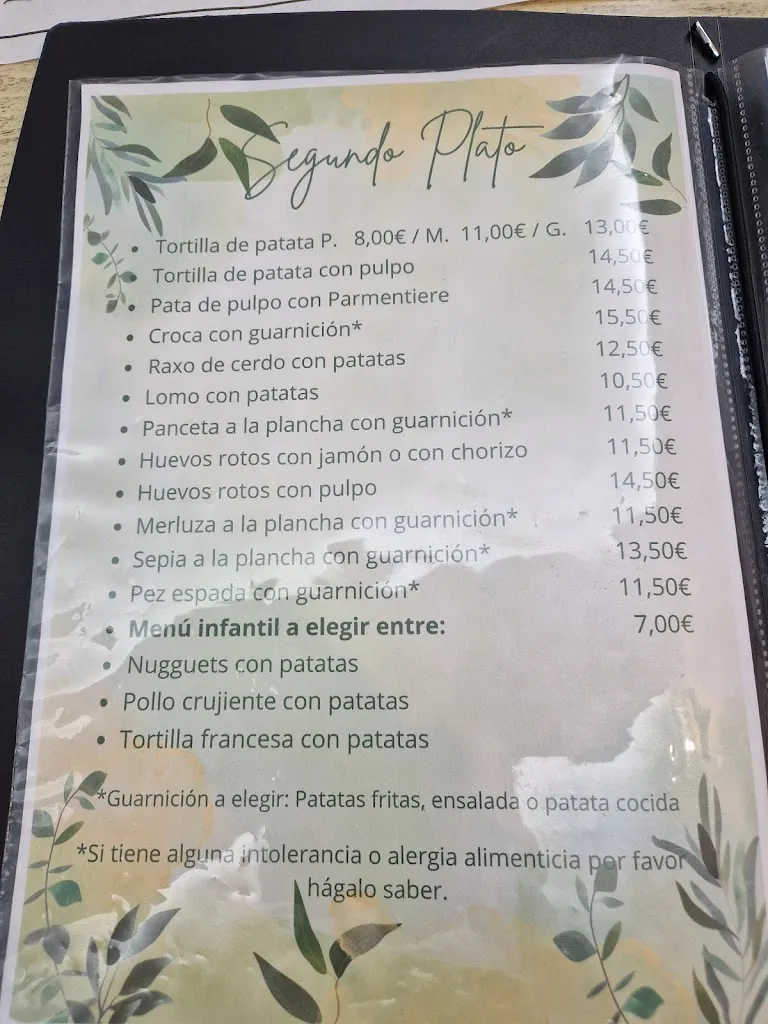 Segundo Plato
• Tortilla de patata P. 8,00€ / M. 11,00€ / G. 13,00€
• Tortilla de patata con pulpo 14,50€
• Pata de pulpo con Parmentiere 14,50€
• Croca con guarnición* 15,50€
• Raxo de cerdo con patatas 12,50€
• Lomo con patatas 10,50€
• Panceta a la plancha con guarnición* 11,50€
• Huevos rotos con jamón o con chorizo 11,50€
• Huevos rotos con pulpo 14,50€
• Merluza a la plancha con guarnición* 11,50€
• Sepia a la plancha con guarnición* 13,50€
• Pez espada con guarnición* 11,50€
• Menú infantil a elegir entre: 7,00€
• Nugguets con patatas
• Pollo crujiente con patatas
• Tortilla francesa con patatas
*Guarnición a elegir: Patatas fritas, ensalada o patata cocida
*Si tiene alguna intolerancia o alergia alimenticia por favor
hágalo saber.